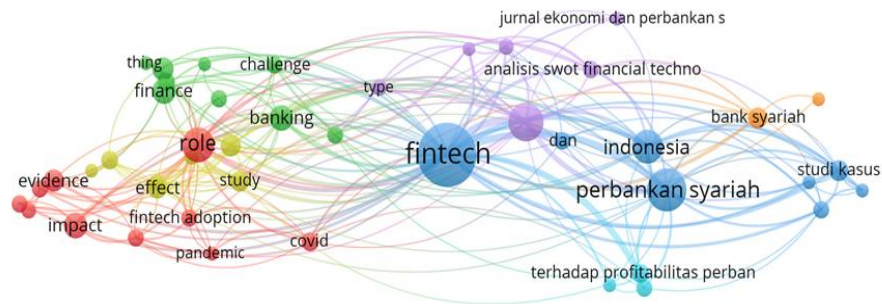 jurnal ekonomi dan perbankan s
thing
challenge
analisis swot financial techno
finance
type
banking
bank syariah
role
dan
indonesia
fintech
studi kasus
evidence
effect
study
perbankan syariah
fintech adoption
impact
covid
pandemic
terhadap profitabilitas perban